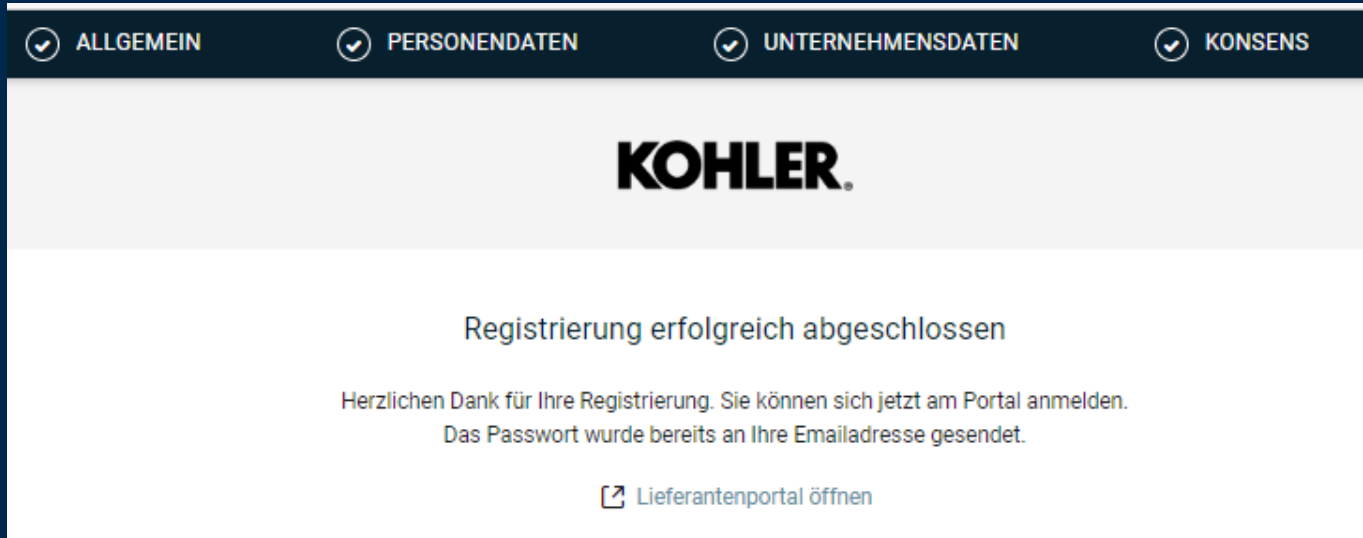 ALLGEMEIN PERSONENDATEN UNTERNEHMENSDATEN KONSENS
KOHLER®
Registrierung erfolgreich abgeschlossen
Herzlichen Dank für Ihre Registrierung. Sie können sich jetzt am Portal anmelden.
Das Passwort wurde bereits an Ihre Emailadresse gesendet.
Lieferantenportal öffnen